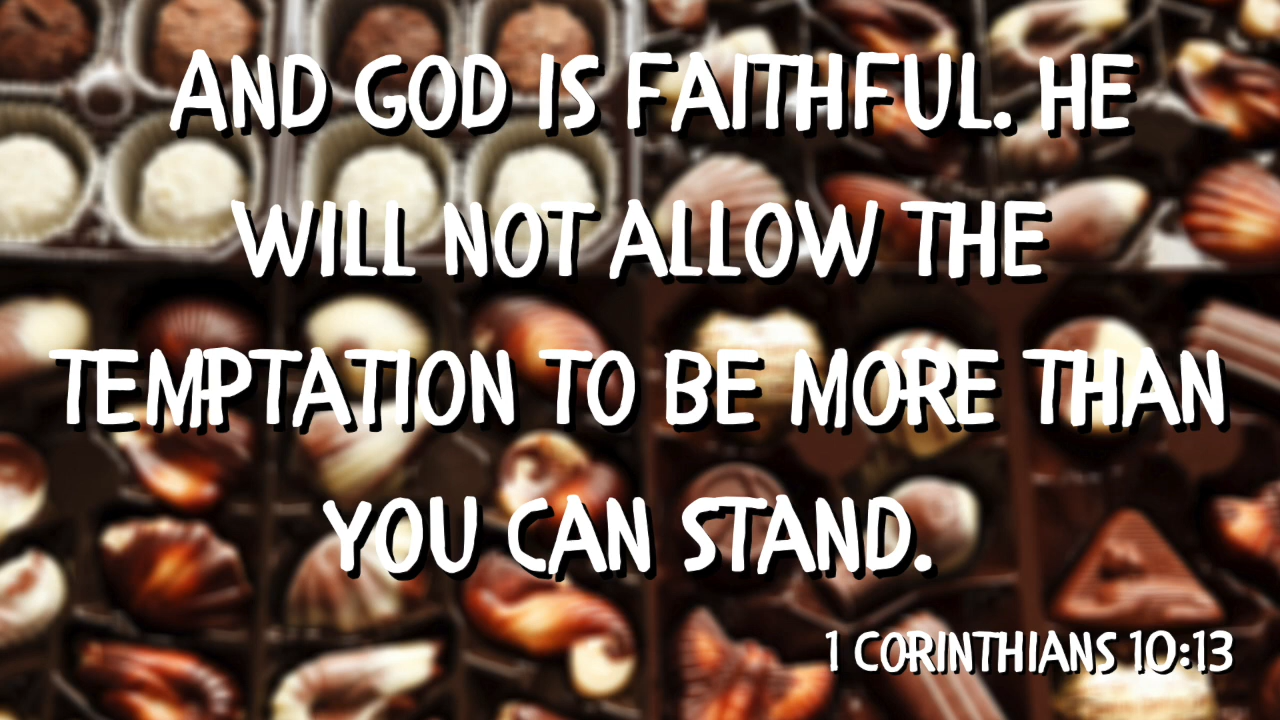 AND GOD IS FAITHFUL. HE
WILL NOT ALLOW THE
TEMPTATION TO BE MORE THAN
YOU CAN STAND.
1 CORINTHIANS 10:13